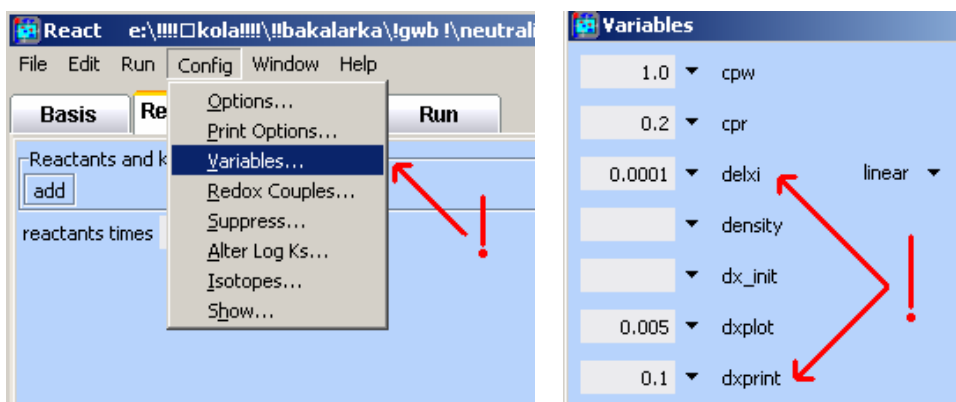 React e:\!!!!□kola!!!!\!!bakalarka\!gwb !\neutrali
File Edit Run Config Window Help
Basis Re Run
Options...
Print Options...
Variables...
Redox Couples...
Suppress...
Alter Log Ks...
Isotopes...
Show...
Reactants and k
add
reactants times
!
Variables
1.0 cpw
0.2 cpr
0.0001 delxi linear
density
dx_init
0.005 dxplot
0.1 dxprint
!